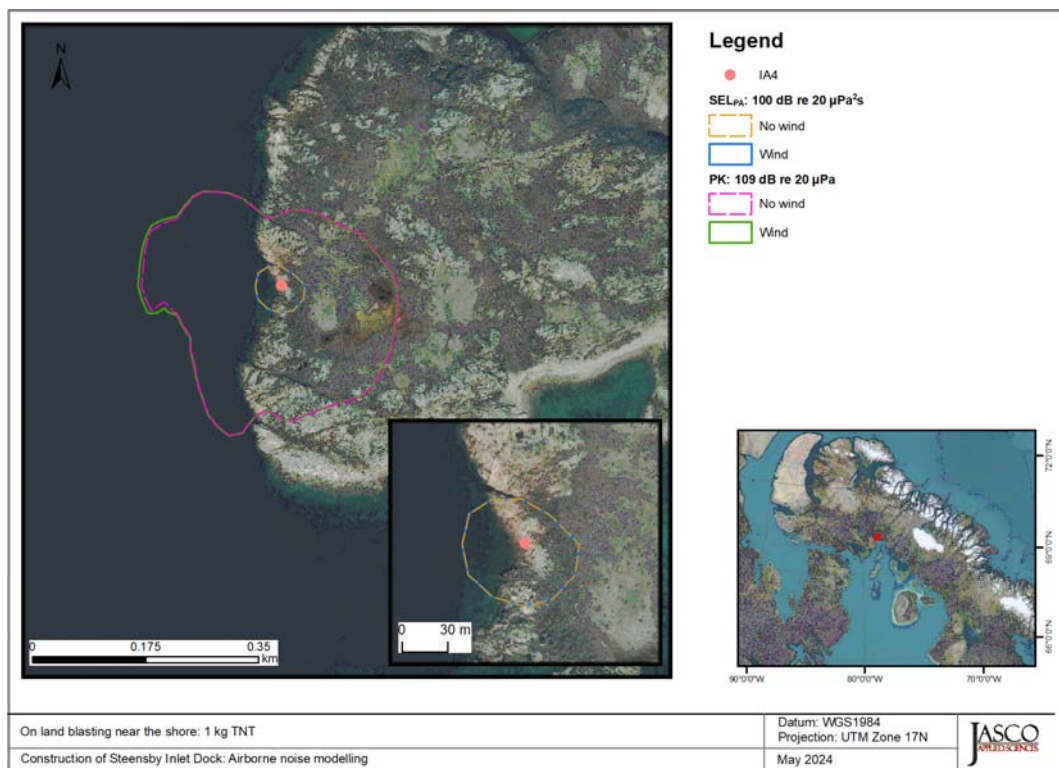 N
0
0.175
0.35
km
0
30 m
Legend
IA4
SELPA: 100 dB re 20 µPa²s
No wind
Wind
PK: 109 dB re 20 µPa
No wind
Wind
72°0'0"N
69°0'0"N
66°0'0"N
90°0'0"W
80°0'0"W
70°0'0"W
On land blasting near the shore: 1 kg TNT
Construction of Steensby Inlet Dock: Airborne noise modelling
Datum: WGS1984
Projection: UTM Zone 17N
May 2024
JASCO
APPLIED SCIENCES